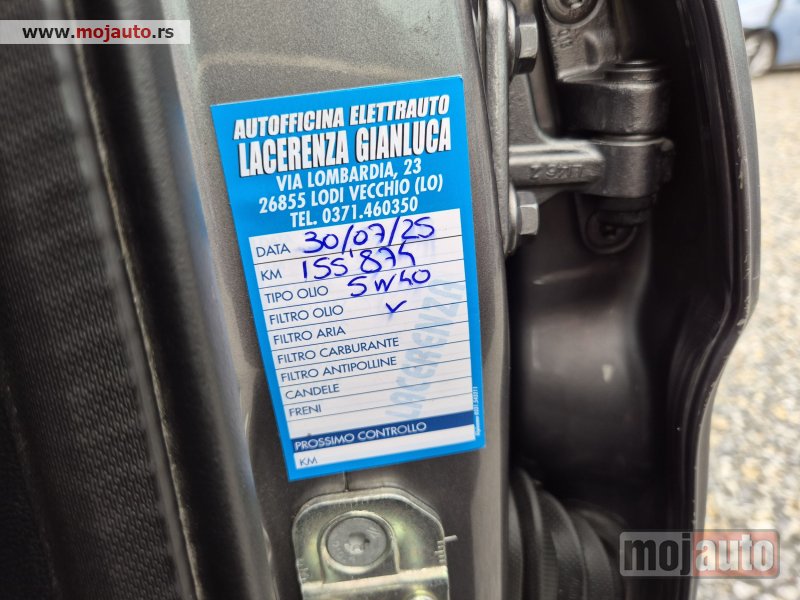 www.mojauto.rs
AUTOFFICINA ELETTRAUTO
LACERENZA GIANLUCA
VIA LOMBARDIA, 23
26855 LODI VECCHIO (LO)
TEL. 0371.460350
DATA 30/07/25
KM 155'874
TIPO OLIO 5W40
FILTRO OLIO ✓
FILTRO ARIA
FILTRO CARBURANTE
FILTRO ANTIPOLLINE
CANDELE
FRENI
LACERENZA
PROSSIMO CONTROLLO
KM
mojauto